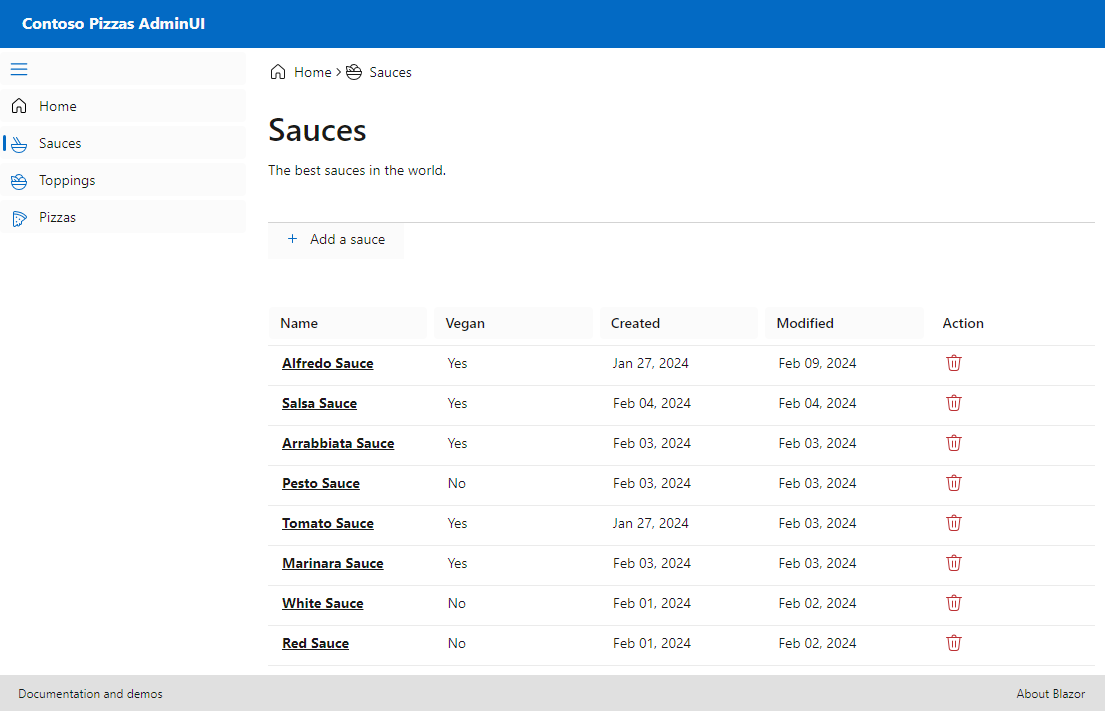 Contoso Pizzas AdminUI
Home
Sauces
Toppings
Pizzas
Home > Sauces
Sauces
The best sauces in the world.
+ Add a sauce
Name Vegan Created Modified Action
Alfredo Sauce Yes Jan 27, 2024 Feb 09, 2024
Salsa Sauce Yes Feb 04, 2024 Feb 04, 2024
Arrabbiata Sauce Yes Feb 03, 2024 Feb 03, 2024
Pesto Sauce No Feb 03, 2024 Feb 03, 2024
Tomato Sauce Yes Jan 27, 2024 Feb 03, 2024
Marinara Sauce Yes Feb 03, 2024 Feb 03, 2024
White Sauce No Feb 01, 2024 Feb 02, 2024
Red Sauce No Feb 01, 2024 Feb 02, 2024
Documentation and demos About Blazor